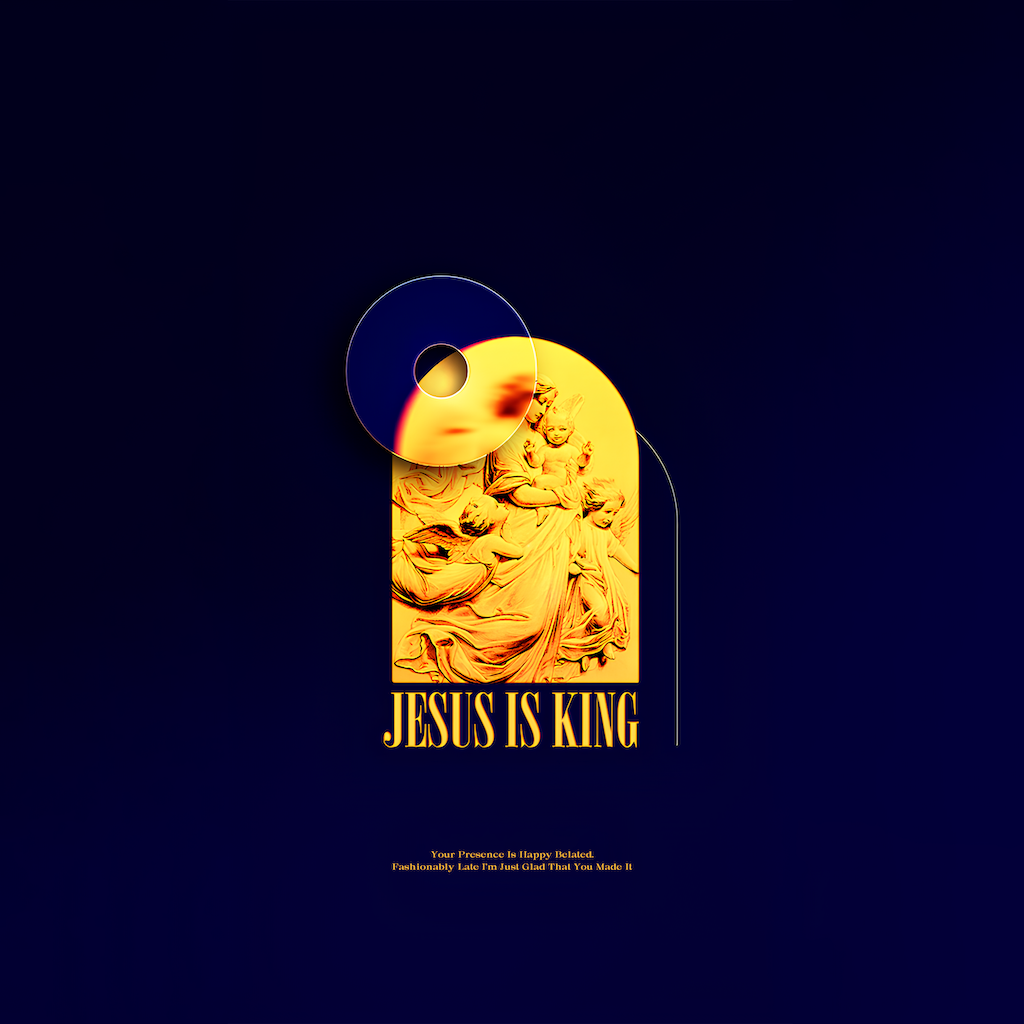 JESUS IS KING
Your Presence Is Happy Belated.
Fashionably Late I'm Just Glad That You Made It